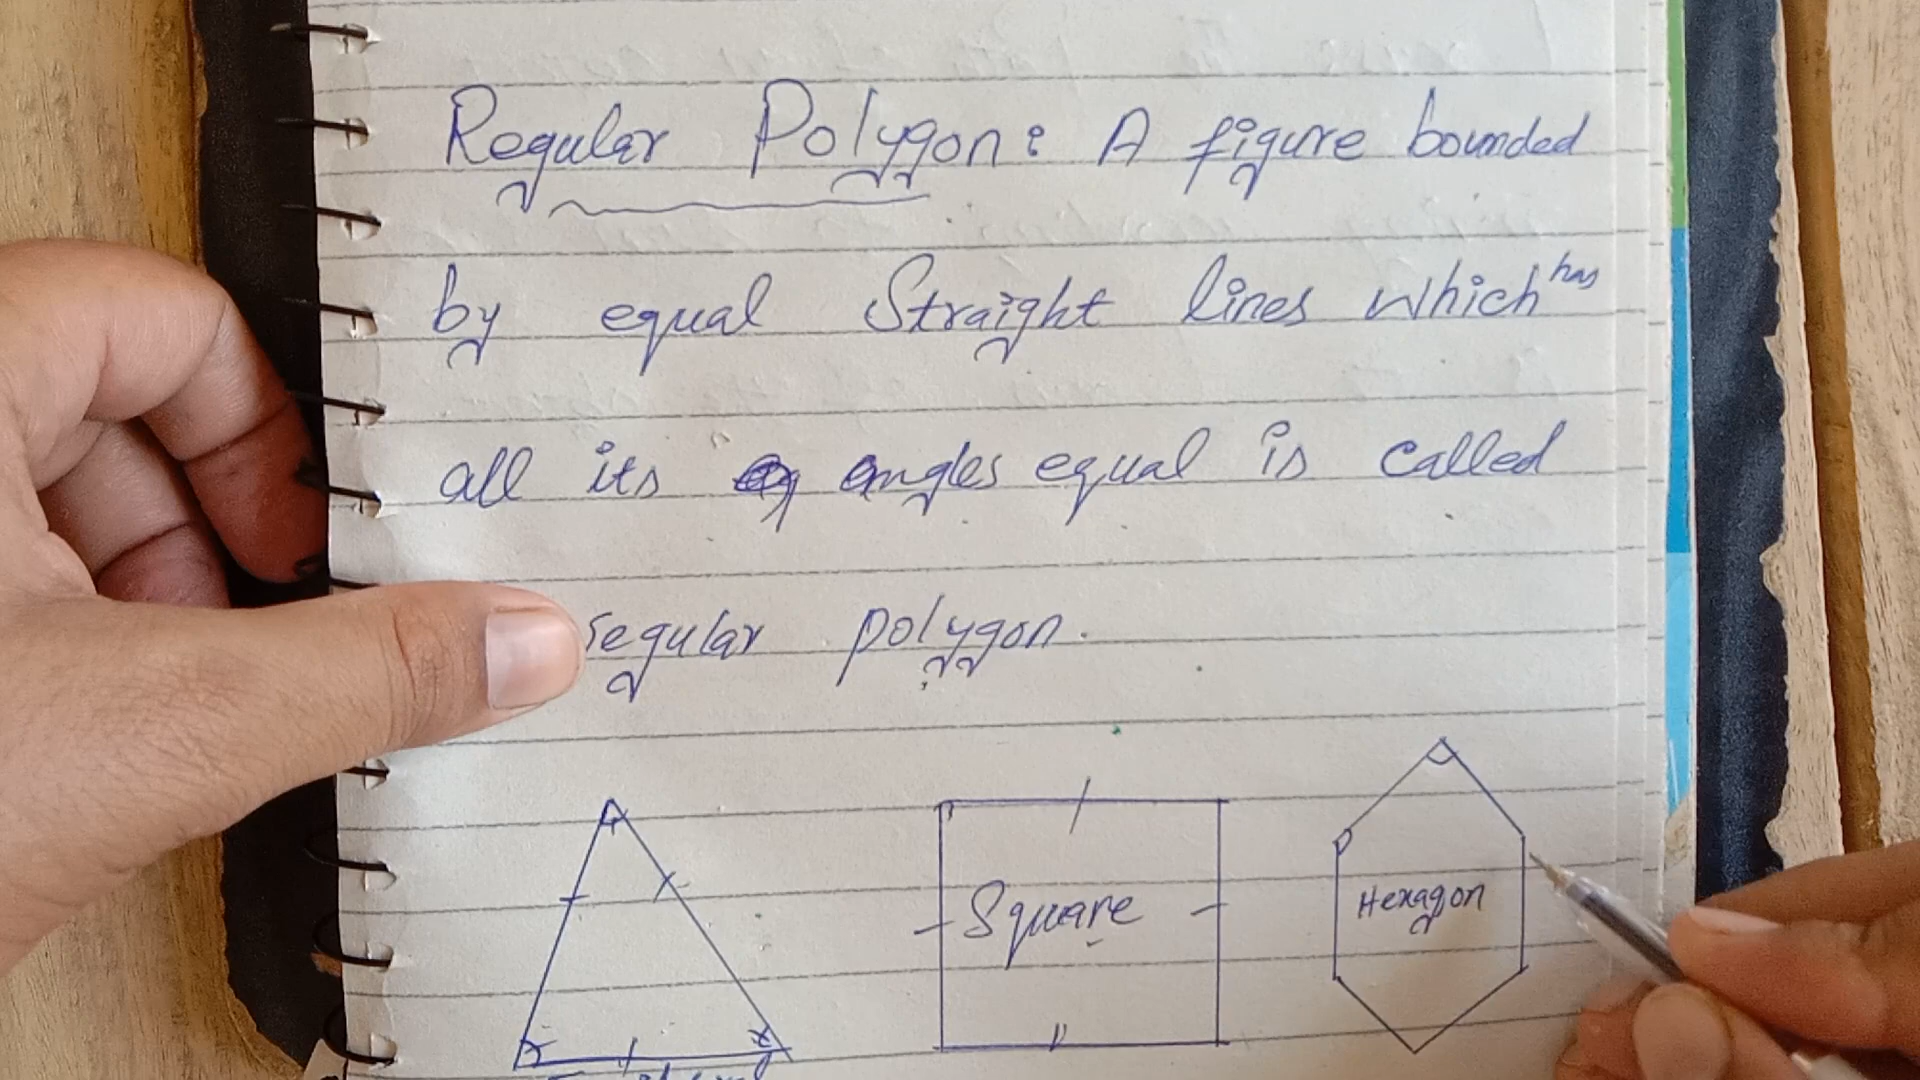 Regular Polygon: A figure bounded
by equal Straight lines which has
all its angles equal is called
regular polygon.
Square
Hexagon